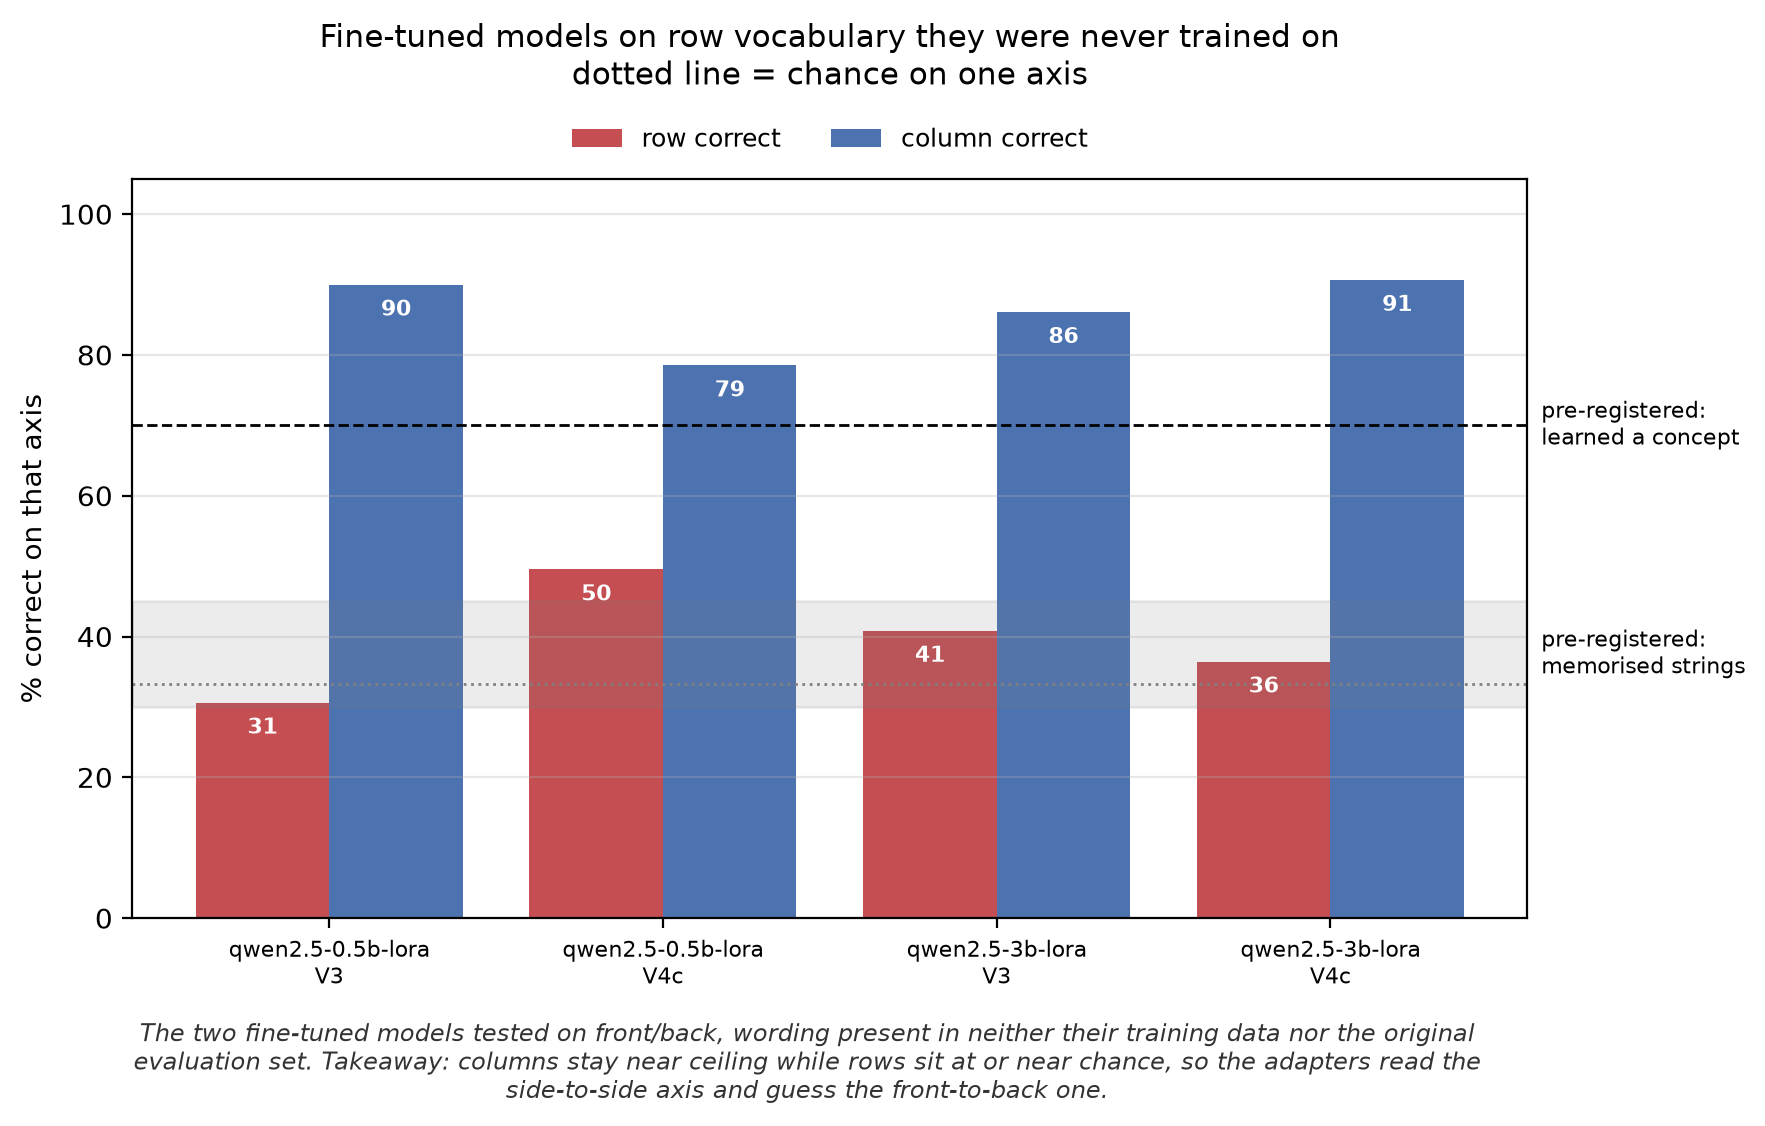 Fine-tuned models on row vocabulary they were never trained on
dotted line = chance on one axis
row correct
column correct
% correct on that axis
100
80
60
40
20
0
90
91
86
79
50
41
36
31
pre-registered:
learned a concept
pre-registered:
memorised strings
qwen2.5-0.5b-lora
V3
qwen2.5-0.5b-lora
V4c
qwen2.5-3b-lora
V3
qwen2.5-3b-lora
V4c
The two fine-tuned models tested on front/back, wording present in neither their training data nor the original
evaluation set. Takeaway: columns stay near ceiling while rows sit at or near chance, so the adapters read the
side-to-side axis and guess the front-to-back one.